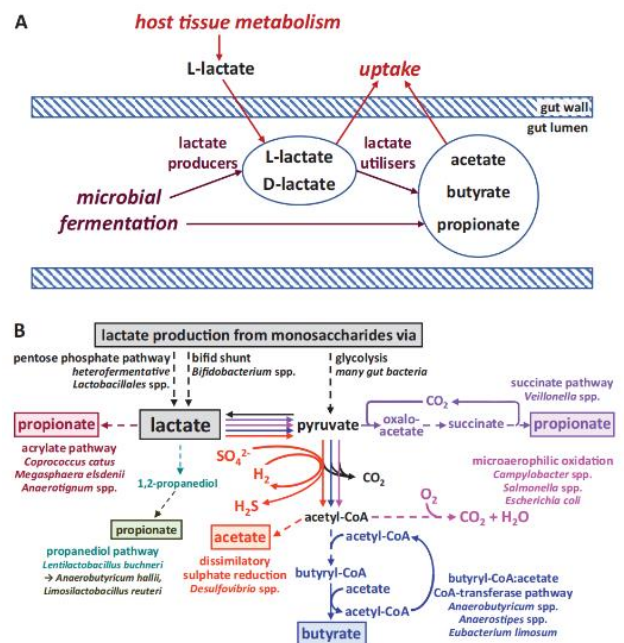 A
host tissue metabolism
L-lactate
uptake
gut wall
gut lumen
lactate
producers
L-lactate
D-lactate
lactate
utilisers
acetate
butyrate
propionate
microbial
fermentation
B
lactate production from monosaccharides via
pentose phosphate pathway
heterofermentative
Lactobacillales spp.
bifid shunt
Bifidobacterium spp.
glycolysis
many gut bacteria
succinate pathway
Veillonella spp.
propionate
lactate
pyruvate
CO2
oxalo-
acetate
succinate
propionate
acrylate pathway
Coprococcus catus
Megasphaera elsdenii
Anaerotignum spp.
1,2-propanediol
SO4 2-
H2
H2S
CO2
microaerophilic oxidation
Campylobacter spp.
Salmonella spp.
Escherichia coli
O2
CO2 + H2O
propionate
propanediol pathway
Lentilactobacillus buchneri
→ Anaerobutyricum hallii,
Limosilactobacillus reuteri
acetate
dissimilatory
sulphate reduction
Desulfovibrio spp.
acetyl-CoA
acetyl-CoA
butyryl-CoA
acetate
acetyl-CoA
butyrate
butyryl-CoA:acetate
CoA-transferase pathway
Anaerobutyricum spp.
Anaerostipes spp.
Eubacterium limosum